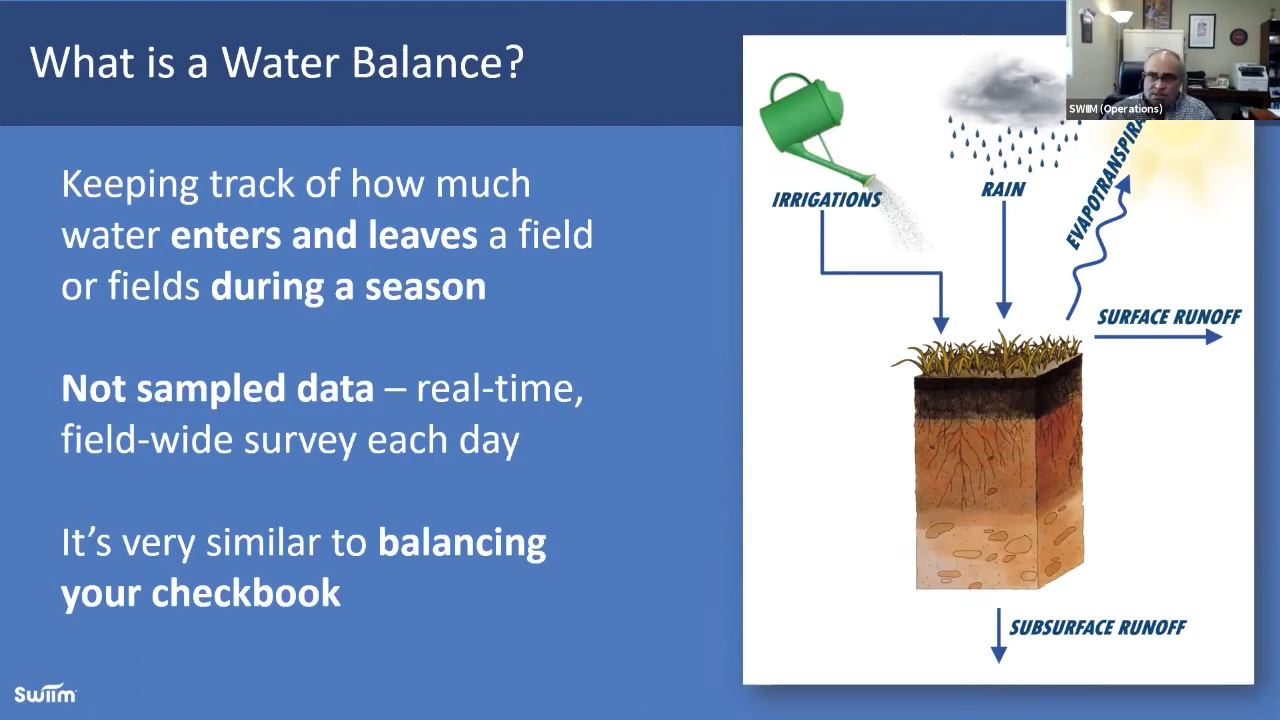 What is a Water Balance?
Keeping track of how much
water enters and leaves a field
or fields during a season
Not sampled data – real-time,
field-wide survey each day
It’s very similar to balancing
your checkbook
SWIIM (Operations)
IRRIGATIONS
RAIN
SURFACE RUNOFF
SUBSURFACE RUNOFF
Swiim